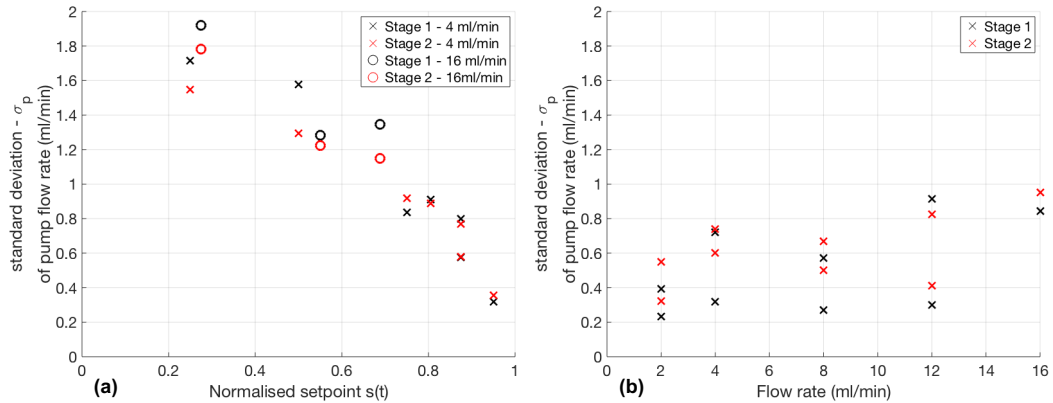 standard deviation - σp
of pump flow rate (ml/min)
2
1.8
1.6
1.4
1.2
1
0.8
0.6
0.4
0.2
0
Stage 1 - 4 ml/min
Stage 2 - 4 ml/min
Stage 1 - 16 ml/min
Stage 2 - 16ml/min
0 0.2 0.4 0.6 0.8 1
(a) Normalised setpoint s(t)
standard deviation - σp
of pump flow rate (ml/min)
2
1.8
1.6
1.4
1.2
1
0.8
0.6
0.4
0.2
0
Stage 1
Stage 2
0 2 4 6 8 10 12 14 16
(b) Flow rate (ml/min)